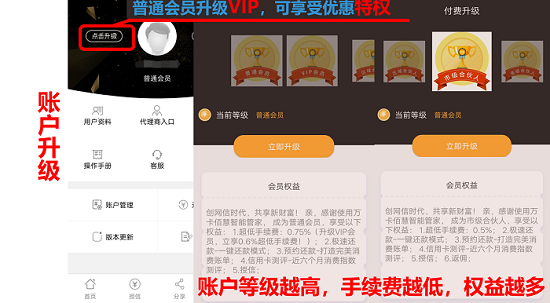 普通会员升级VIP，可享受优惠特权
点击升级
普通会员
账户升级
用户资料
代理商入口
操作手册
客服
账户管理
版本更新
首页
授信
分享
普通会员
VIP会员
当前等级 普通会员
立即升级
会员权益
创网信时代，共享新财富！亲，感谢使用万
卡佰慧智能管家， 成为普通会员，享受以下
权益：1.超低手续费：0.75%（升级VIP会
员，立享0.6%超低手续费！）；2.极速还
款-一键还款模式； 3.预约还款-打造完美消
费账单；4.信用卡测评-近六个月消费指数
测评；5.授信；
付费升级
市级合伙人
当前等级 普通会员
立即升级
会员权益
创网信时代，共享新财富！亲，感谢使用万
卡佰慧智能管家， 成为市级合伙人，享受以
下权益：1.超低手续费：0.5%；2.极速还
款-一键还款模式；3.预约还款-打造完美消
费账单；4.信用卡测评-近六个月消费指数测
评；5.授信；6.返佣；
账户等级越高，手续费越低，权益越多